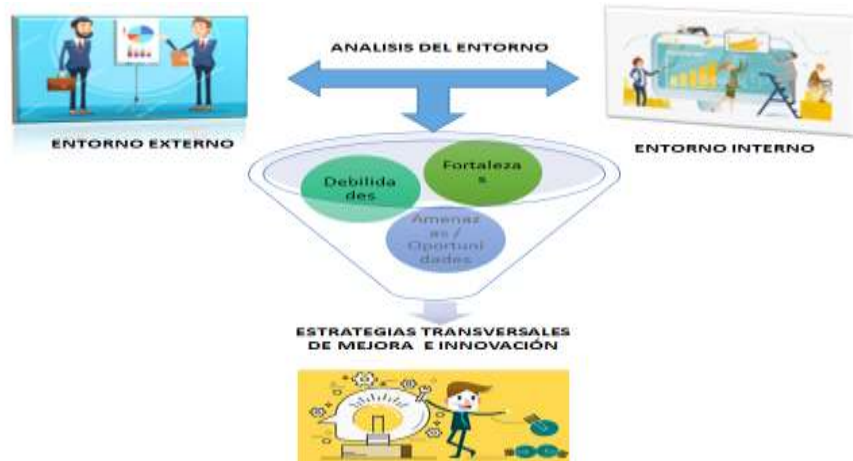 ANALISIS DEL ENTORNO
ENTORNO EXTERNO
ENTORNO INTERNO
Fortaleza
s
Debilida
des
Amenaz
as /
Oportuni
dades
ESTRATEGIAS TRANSVERSALES
DE MEJORA E INNOVACIÓN